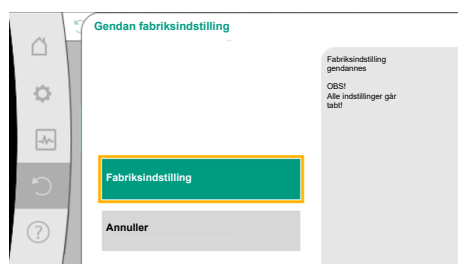 Gendan fabriksindstilling
Fabriksindstilling
gendannes
OBS!
Alle indstillinger går
tabt!
Fabriksindstilling
Annuller
?